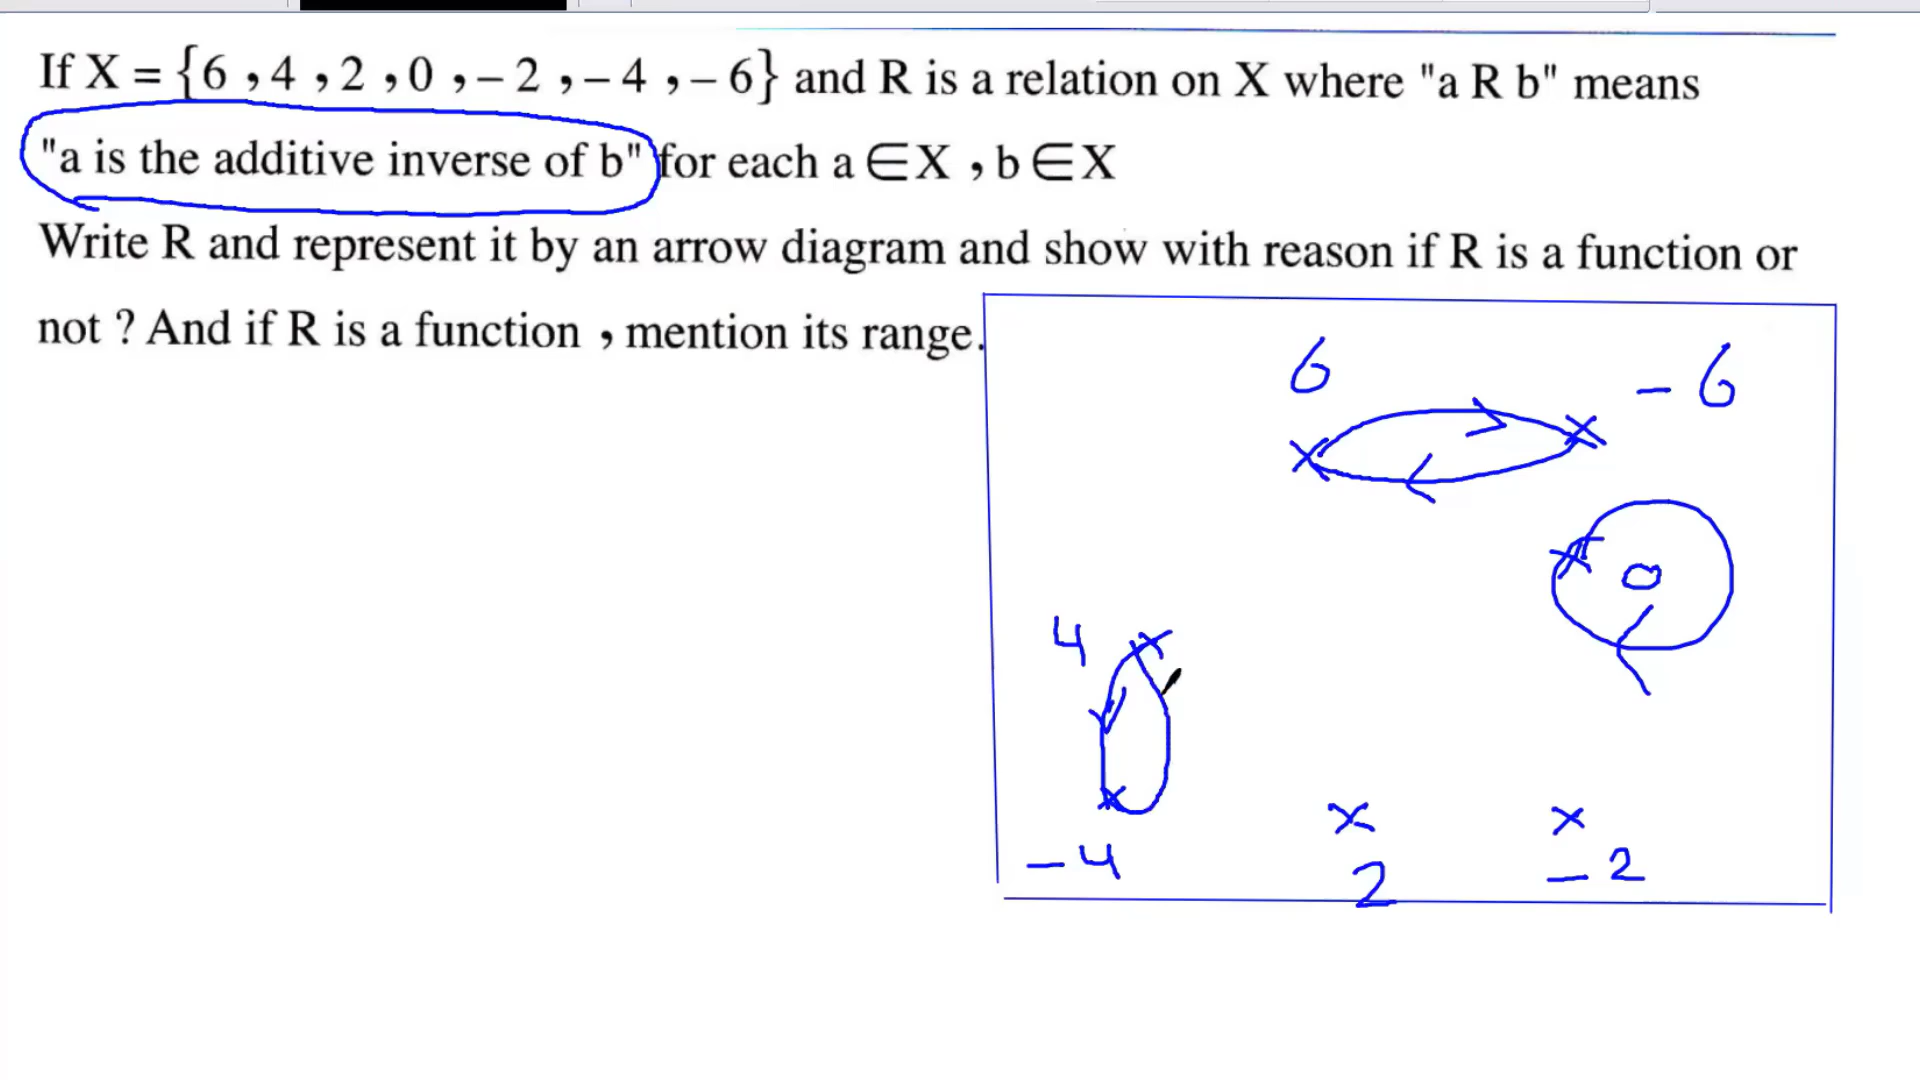 If X = {6 , 4 , 2 , 0 , – 2 , – 4 , – 6} and R is a relation on X where "a R b" means
"a is the additive inverse of b" for each a ∈ X , b ∈ X
Write R and represent it by an arrow diagram and show with reason if R is a function or
not ? And if R is a function , mention its range.
6 – 6
0
4
– 4 2 – 2